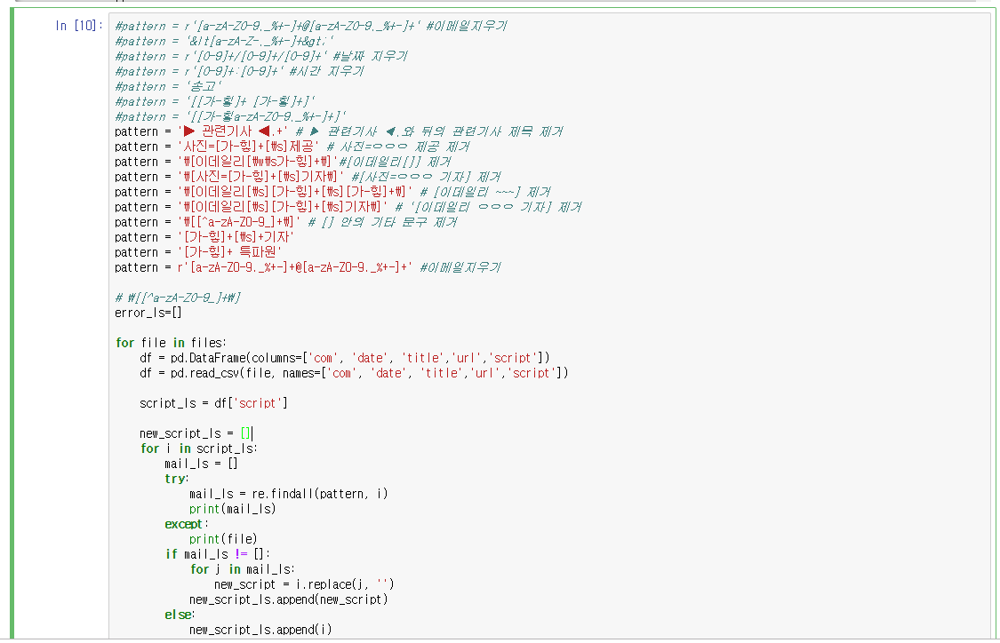 In [10]:
#pattern = r'[a-zA-Z0-9._%+-]+@[a-zA-Z0-9._%+-]+' #이메일지우기
#pattern = '&lt[a-zA-Z-._%+-]+&gt;'
#pattern = r'[0-9]+/[0-9]+/[0-9]+' #날짜 지우기
#pattern = r'[0-9]+:[0-9]+' #시간 지우기
#pattern = '송고'
#pattern = '[[가-힣]+ [가-힣]+]'
#pattern = '[[가-힣a-zA-Z0-9._%+-]+]'
pattern = '▶ 관련기사 ◀.+' # ▶ 관련기사 ◀.와 뒤의 관련기사 제목 제거
pattern = '사진=[가-힣]+[₩s]제공' # 사진=ㅇㅇㅇ 제공 제거
pattern = '₩[이데일리[₩w₩s가-힣]+₩]'#[이데일리[]] 제거
pattern = '₩[사진=[가-힣]+[₩s]기자₩]' #[사진=ㅇㅇㅇ 기자] 제거
pattern = '₩[이데일리[₩s][가-힣]+[₩s][가-힣]+₩]' # [이데일리 ~~~] 제거
pattern = '₩[이데일리[₩s][가-힣]+[₩s]기자₩]' # '[이데일리 ㅇㅇㅇ 기자] 제거
pattern = '₩[[^a-zA-Z0-9_]+₩]' # [] 안의 기타 문구 제거
pattern = '[가-힣]+[₩s]+기자'
pattern = '[가-힣]+ 특파원'
pattern = r'[a-zA-Z0-9._%+-]+@[a-zA-Z0-9._%+-]+' #이메일지우기
# ₩[[^a-zA-Z0-9_]+₩]
error_ls=[]
for file in files:
df = pd.DataFrame(columns=['com', 'date', 'title','url','script'])
df = pd.read_csv(file, names=['com', 'date', 'title','url','script'])
script_ls = df['script']
new_script_ls = []
for i in script_ls:
mail_ls = []
try:
mail_ls = re.findall(pattern, i)
print(mail_ls)
except:
print(file)
if mail_ls != []:
for j in mail_ls:
new_script = i.replace(j, '')
new_script_ls.append(new_script)
else:
new_script_ls.append(i)